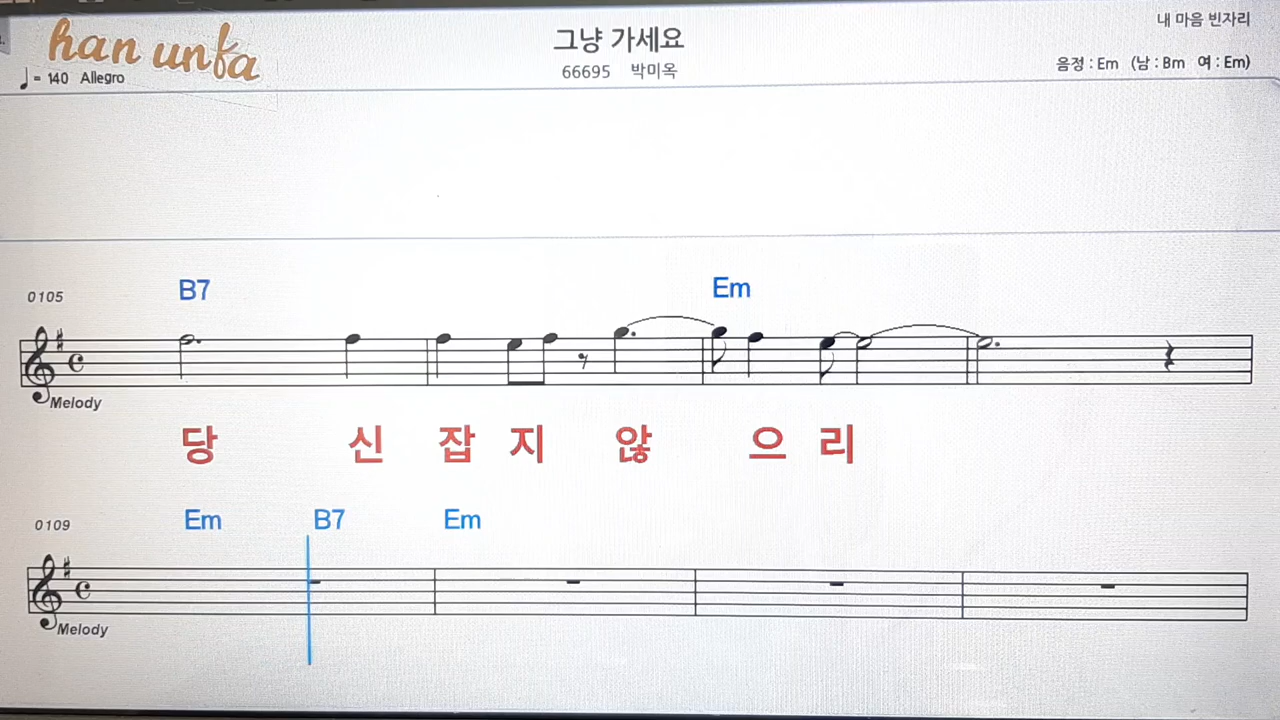 han unfa
♩= 140 Allegro
그냥 가세요
66695 박미옥
내 마음 빈자리
음정 : Em (남 : Bm 여 : Em)
0105
B7 Em
Melody
당 신 잡 지 않 으 리
0109
Em B7 Em
Melody